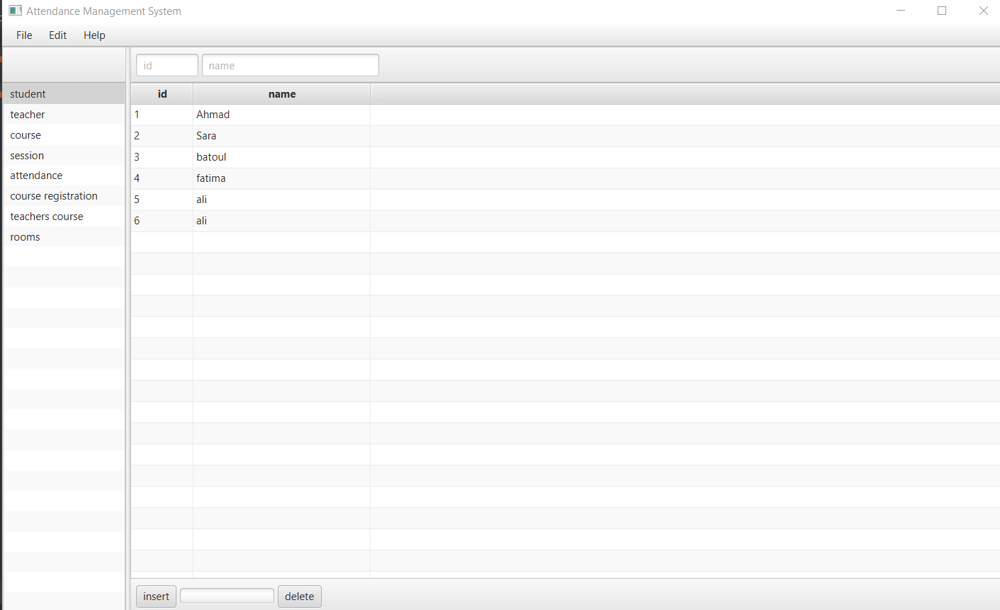 Attendance Management System
File Edit Help
id name
student
teacher
course
session
attendance
course registration
teachers course
rooms
id name
1 Ahmad
2 Sara
3 batoul
4 fatima
5 ali
6 ali
insert delete